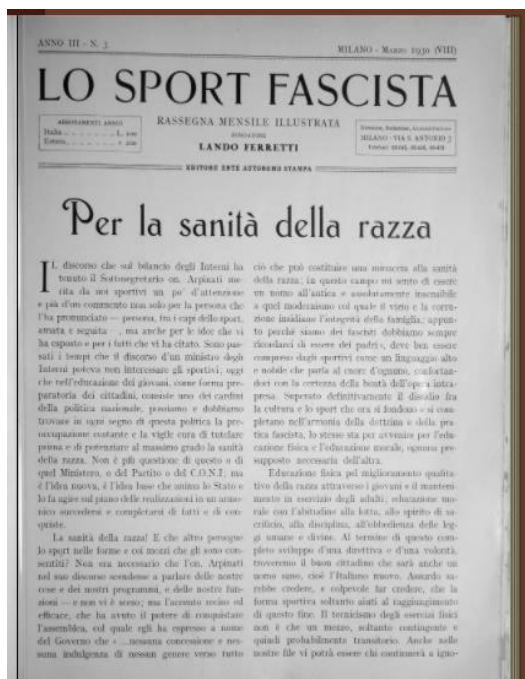 ANNO III - N. 3
MILANO - Marzo 1930 (VIII)
LO SPORT FASCISTA
ABBONAMENTI ANNUI
Italia L.
Estero
RASSEGNA MENSILE ILLUSTRATA
FONDATORE
LANDO FERRETTI
Direzione, Redazione, Amministrazione
MILANO - VIA S. ANTONIO 7
EDITORE ENTE AUTONOMO STAMPA
Per la sanità della razza
IL discorso che sul bilancio degli Interni ha
tenuto il Sottosegretario on. Arpinati me-
rita da noi sportivi un po' d'attenzione
e più d'un commento non solo per la persona che
l'ha pronunciato — persona, fra i capi dello sport,
amata e seguita —, ma anche per le idee che vi
ha esposto e per i fatti che vi ha citato. Sono pas-
sati i tempi che il discorso d'un ministro degli
Interni poteva non interessare gli sportivi, oggi
che nell'educazione dei giovani, come forma pre-
paratoria dei cittadini, consiste uno dei cardini
della politica nazionale, possiamo e dobbiamo
trovare in ogni segno di questa politica la pre-
occupazione costante e la vigile cura di tutelare
prima e di potenziare al massimo grado la sanità
della razza. Non è più questione di questo o di
quel Ministero, o del Partito o del C.O.N.I.; ma
è l'idea nuova, è l'idea base che anima lo Stato e
lo fa agire sul piano delle realizzazioni in un armo-
nico succedersi e completarsi di fatti e di con-
quiste.
La sanità della razza! E che altro persegue
lo sport nelle forme e coi mezzi che gli sono con-
sentiti? Non era necessario che l'on. Arpinati
nel suo discorso scendesse a parlare delle nostre
cose e dei nostri programmi, e delle nostre fun-
zioni — e non vi è sceso; ma l'accento reciso ed
efficace, che ha avuto il potere di conquistare
l'assemblea, col quale egli ha espresso a nome
del Governo che « ...nessuna concessione e nes-
suna indulgenza di nessun genere verso tutto
ciò che può costituire una minaccia alla sanità
della razza; in questo campo mi sento di essere
un uomo all'antica e assolutamente insensibile
a quel modernismo col quale il vizio e la corru-
zione insidiano l'integrità della famiglia; appun-
to perchè siamo dei fascisti dobbiamo sempre
ricordarci di essere dei padri », deve ben essere
compreso dagli sportivi come un linguaggio alto
e nobile che parla al cuore d'ognuno, confortan-
doci con la certezza della bontà dell'opera intra-
presa. Superato definitivamente il dissidio fra
la cultura e lo sport che ora si fondono e si com-
pletano nell'armonia della dottrina e della pra-
tica fascista, lo stesso sta per avvenire per l'edu-
cazione fisica e l'educazione morale, ognuna pre-
supposto necessario dell'altra.
Educazione fisica pel miglioramento qualita-
tivo della razza attraverso i giovani e il manteni-
mento in esercizio degli adulti; educazione mo-
rale con l'abitudine alla lotta, allo spirito di sa-
crificio, alla disciplina, all'obbedienza delle leg-
gi umane e divine. Al termine di questo com-
pleto sviluppo d'una direttiva e d'una volontà,
troveremo il buon cittadino che sarà anche un
uomo sano, cioè l'Italiano nuovo. Assurdo sa-
rebbe credere, e colpevole far credere, che la
forma sportiva soltanto aiuti al raggiungimento
di questo fine. Il tecnicismo degli esercizi fisici
non è che un mezzo, soltanto contingente e
quindi probabilmente transitorio. Anche nelle
nostre file vi potrà essere chi continuerà a igno-